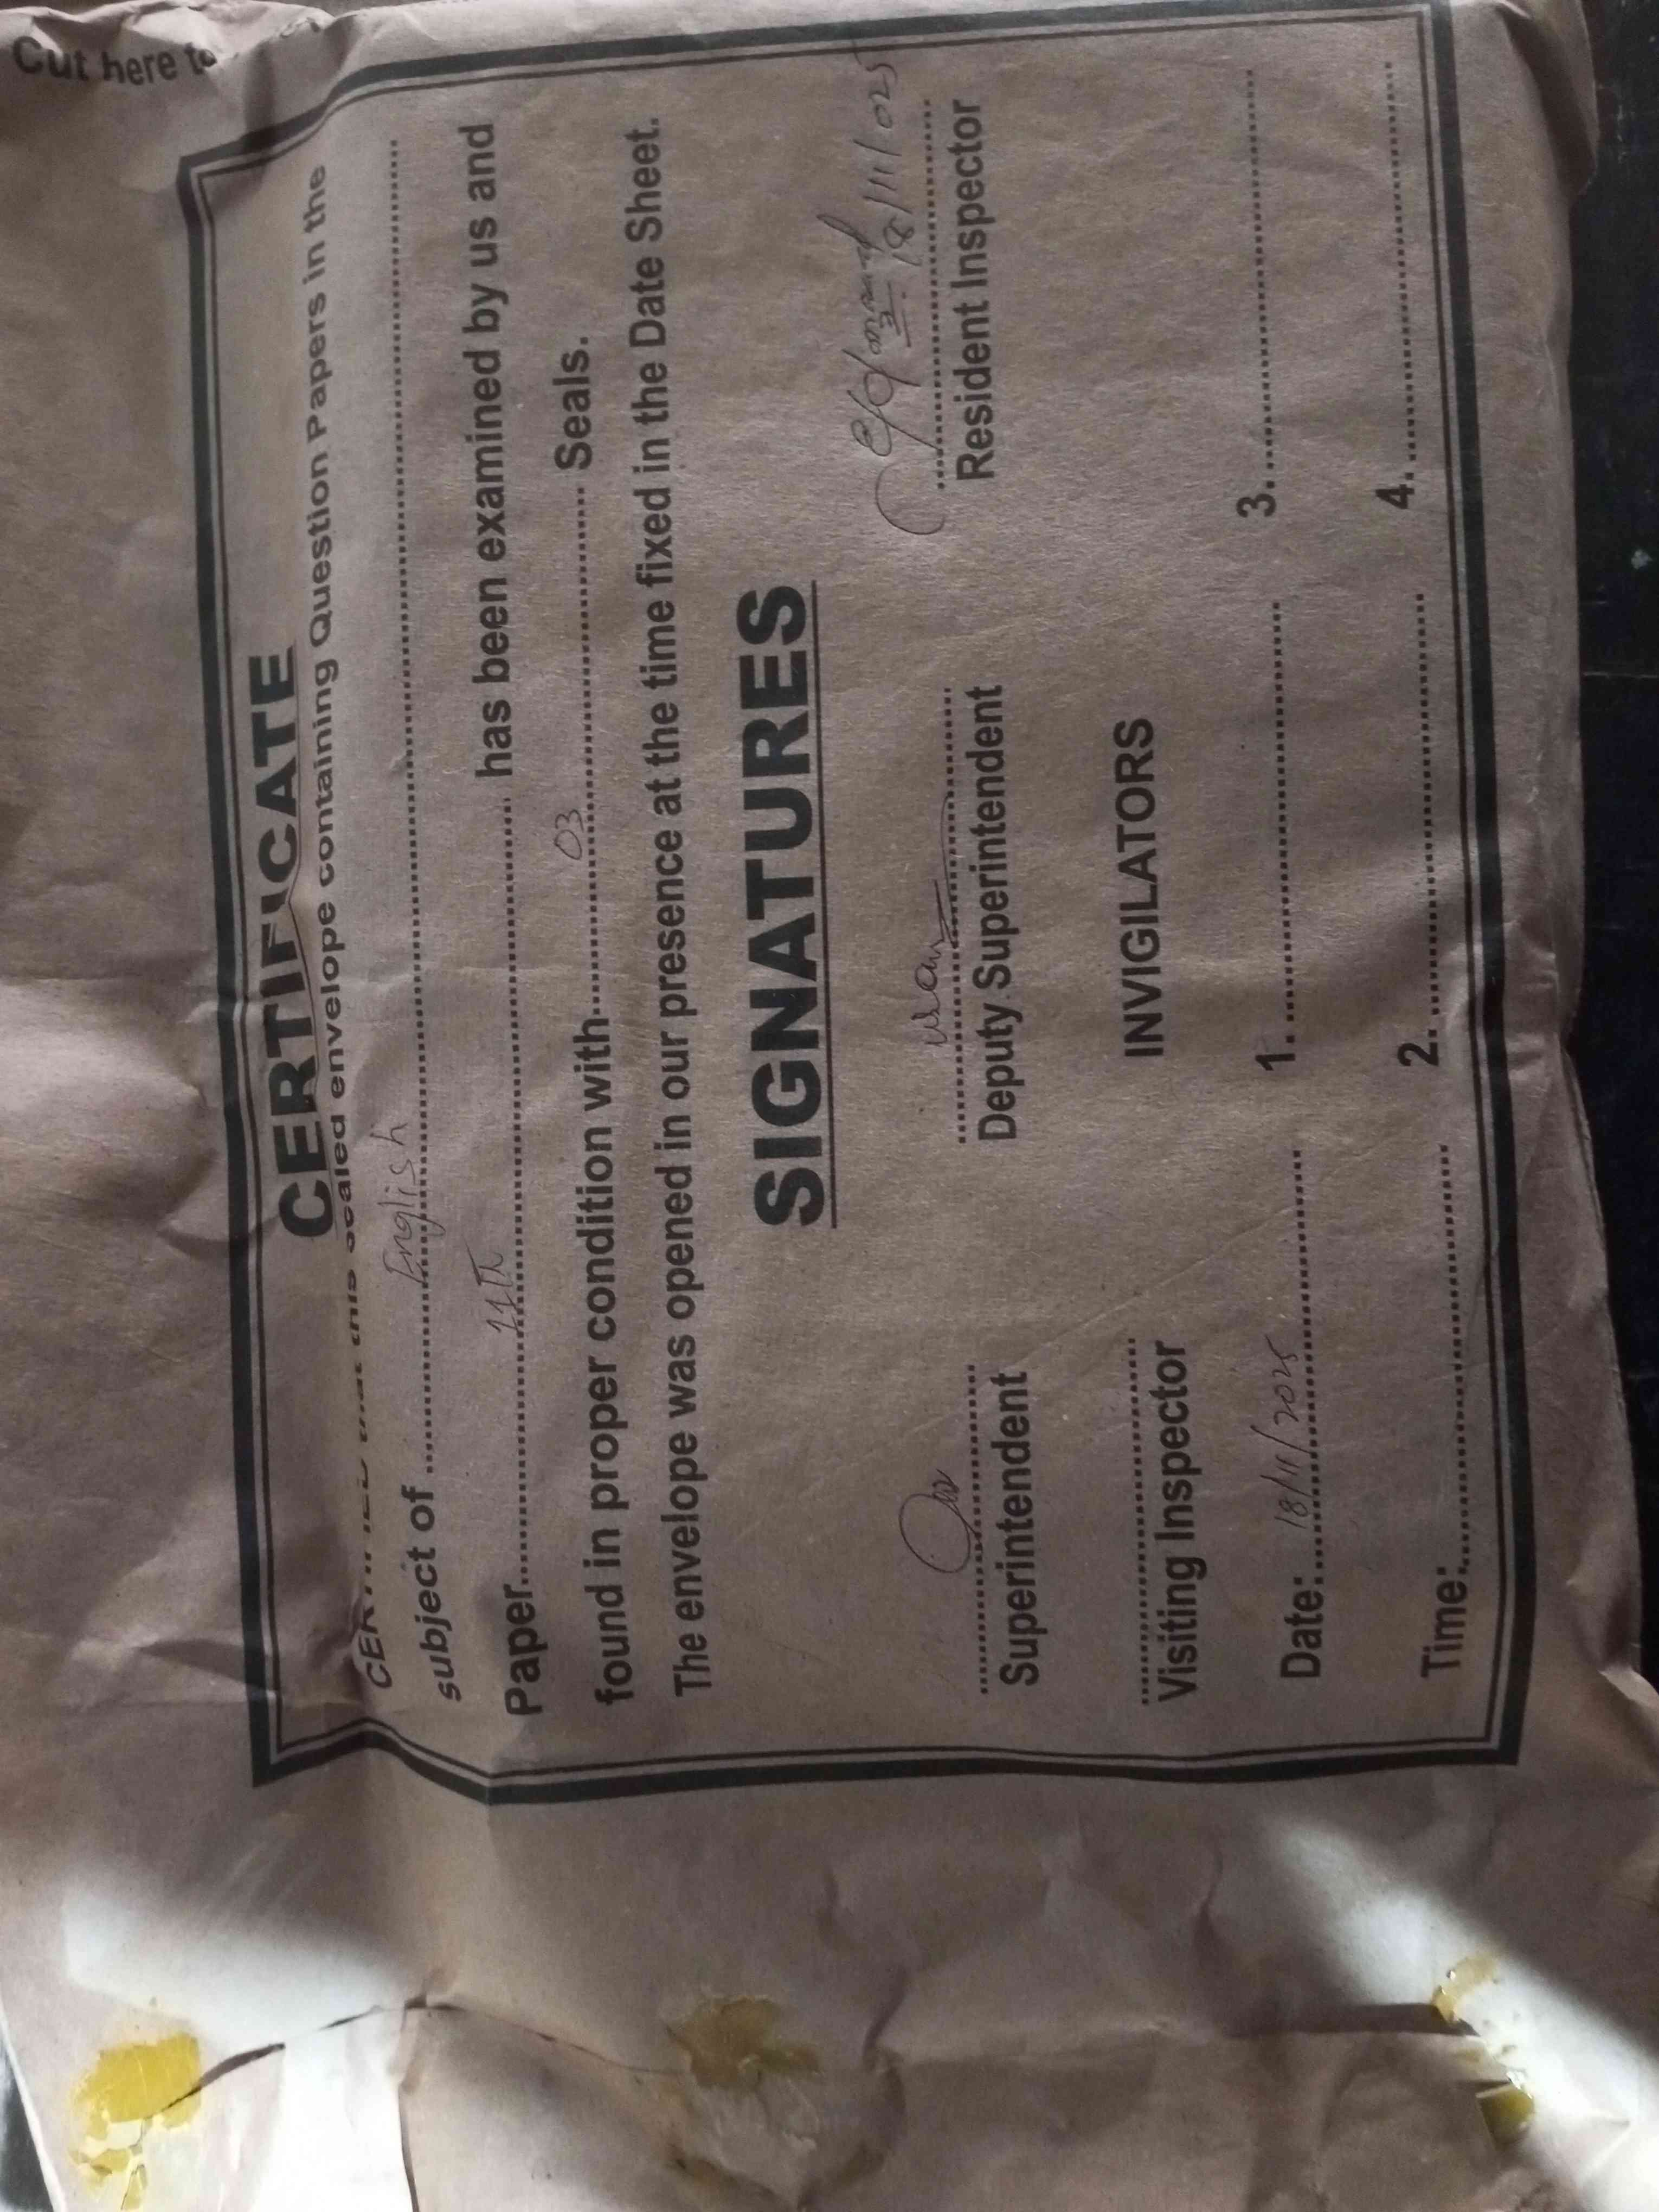 Cut here to
CERTIFICATE
CERTIFIED that this sealed envelope containing Question Papers in the
subject of ........ English ........
Paper ........ 11th ........ has been examined by us and
found in proper condition with ........ 03 ........ Seals.
The envelope was opened in our presence at the time fixed in the Date Sheet.
SIGNATURES
18/11/025
Superintendent Deputy Superintendent Resident Inspector
Visiting Inspector INVIGILATORS
Date: 18/11/2025 1. ........ 3. ........
Time: ........ 2. ........ 4. ........